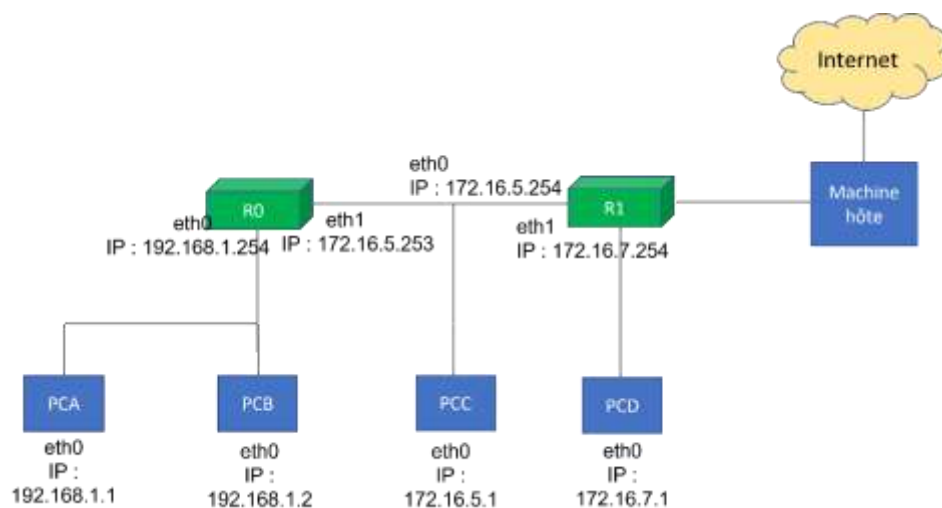 Internet
eth0
IP : 172.16.5.254
Machine
hôte
R0
R1
eth0
IP : 192.168.1.254
eth1
IP : 172.16.5.253
eth1
IP : 172.16.7.254
PCA
PCB
PCC
PCD
eth0
IP :
192.168.1.1
eth0
IP :
192.168.1.2
eth0
IP :
172.16.5.1
eth0
IP :
172.16.7.1